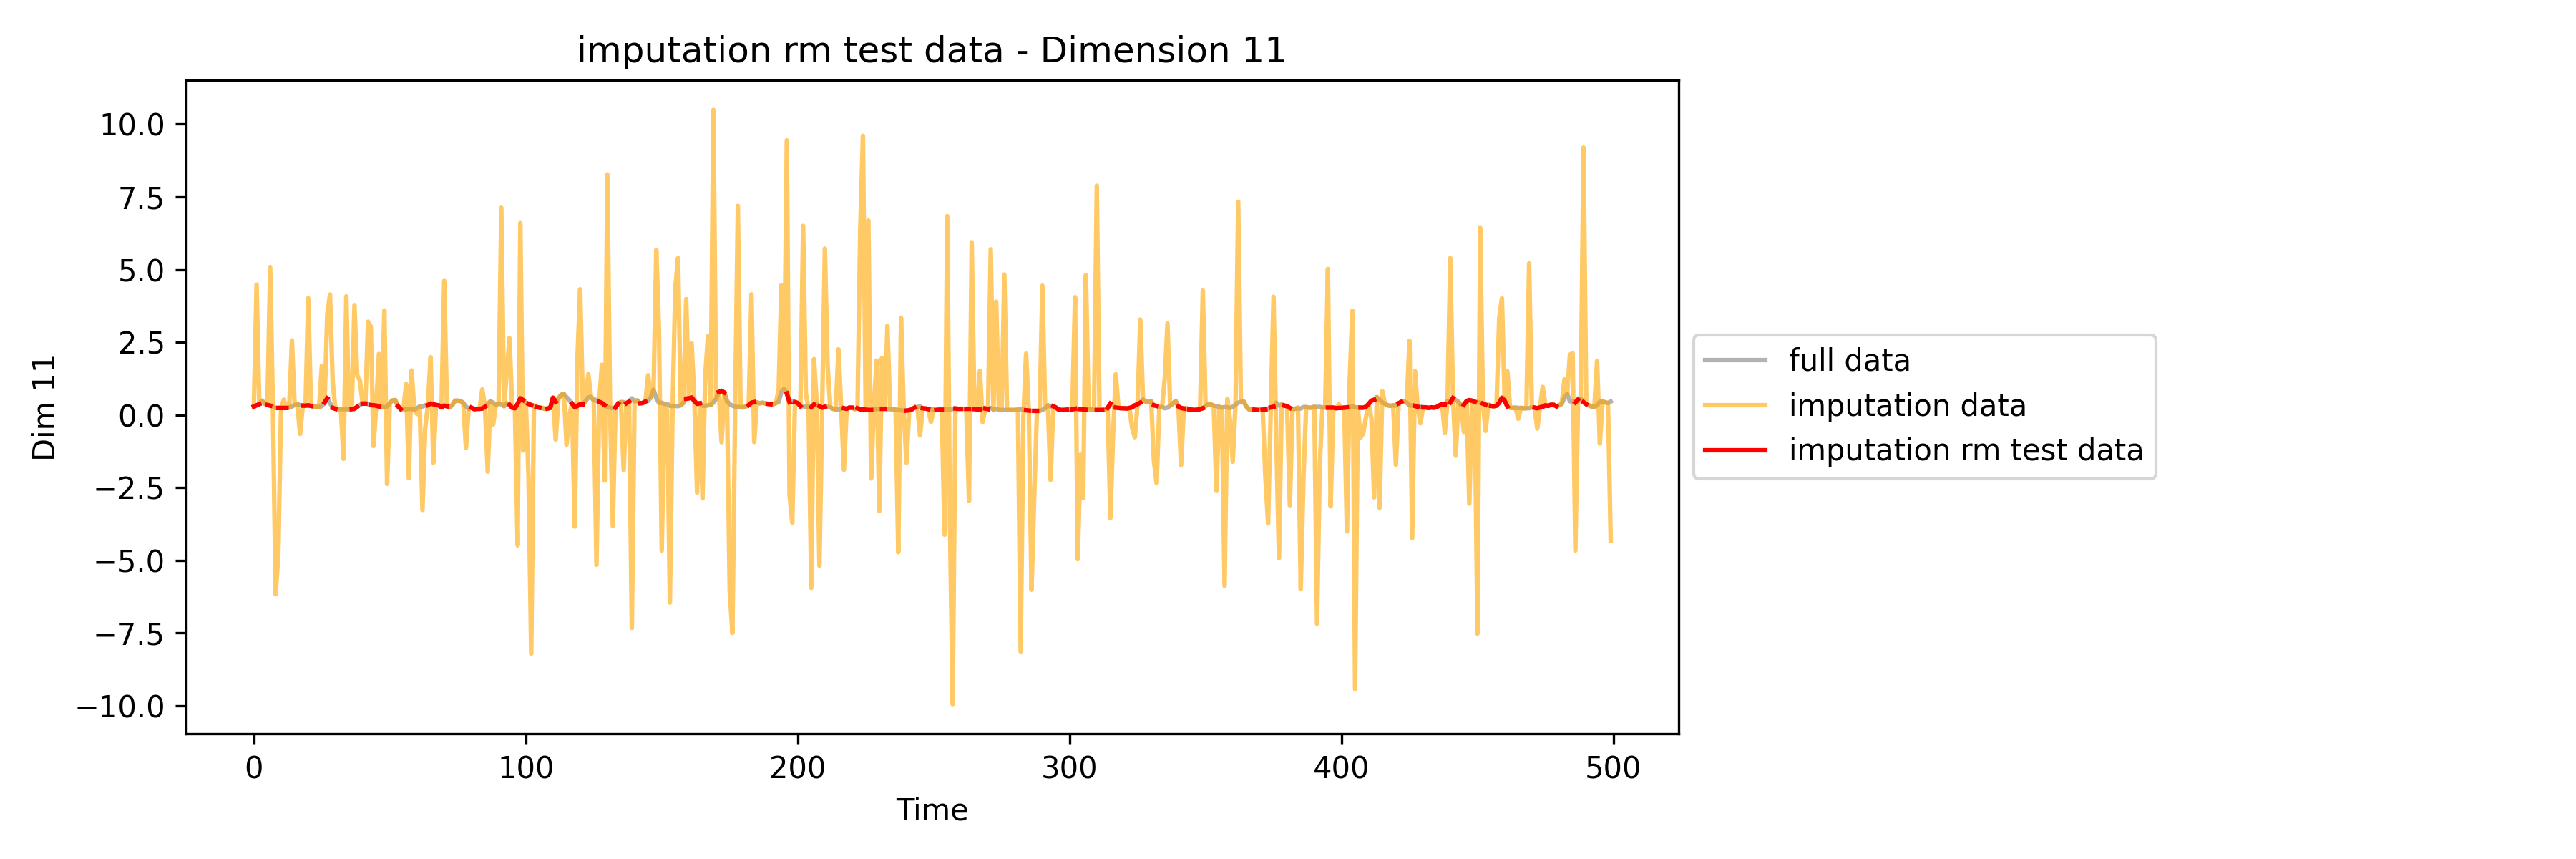 imputation rm test data - Dimension 11
10.0
7.5
5.0
2.5
0.0
−2.5
−5.0
−7.5
−10.0
Dim 11
0 100 200 300 400 500
Time
full data
imputation data
imputation rm test data